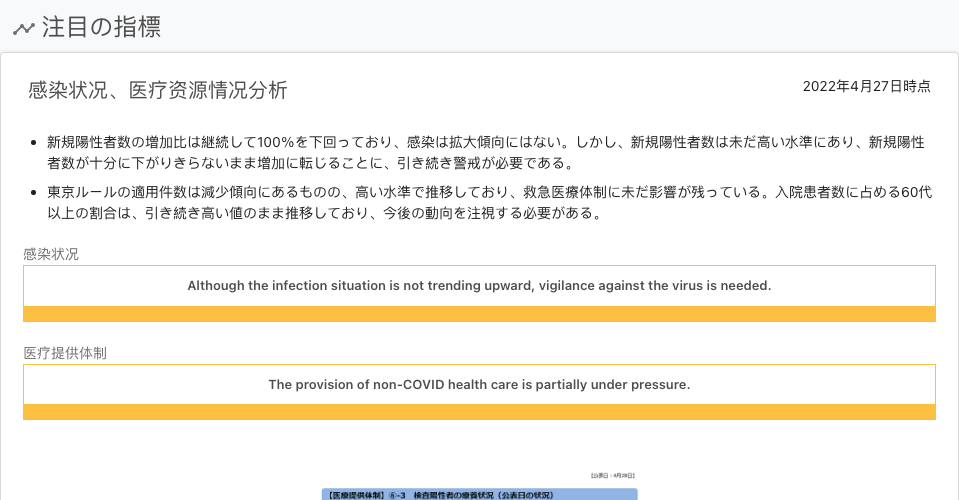 注目の指標
感染状况、医疗资源情况分析
2022年4月27日時点
新規陽性者数の増加比は継続して100%を下回っており、感染は拡大傾向にはない。しかし、新規陽性者数は未だ高い水準にあり、新規陽性
者数が十分に下がりきらないまま増加に転じることに、引き続き警戒が必要である。
東京ルールの適用件数は減少傾向にあるものの、高い水準で推移しており、救急医療体制に未だ影響が残っている。入院患者数に占める60代
以上の割合は、引き続き高い値のまま推移しており、今後の動向を注視する必要がある。
感染状况
Although the infection situation is not trending upward, vigilance against the virus is needed.
医疗提供体制
The provision of non-COVID health care is partially under pressure.
【公表日：4月28日】
【医療提供体制】⑥-3 検査陽性者の療養状況（公表日の状況）